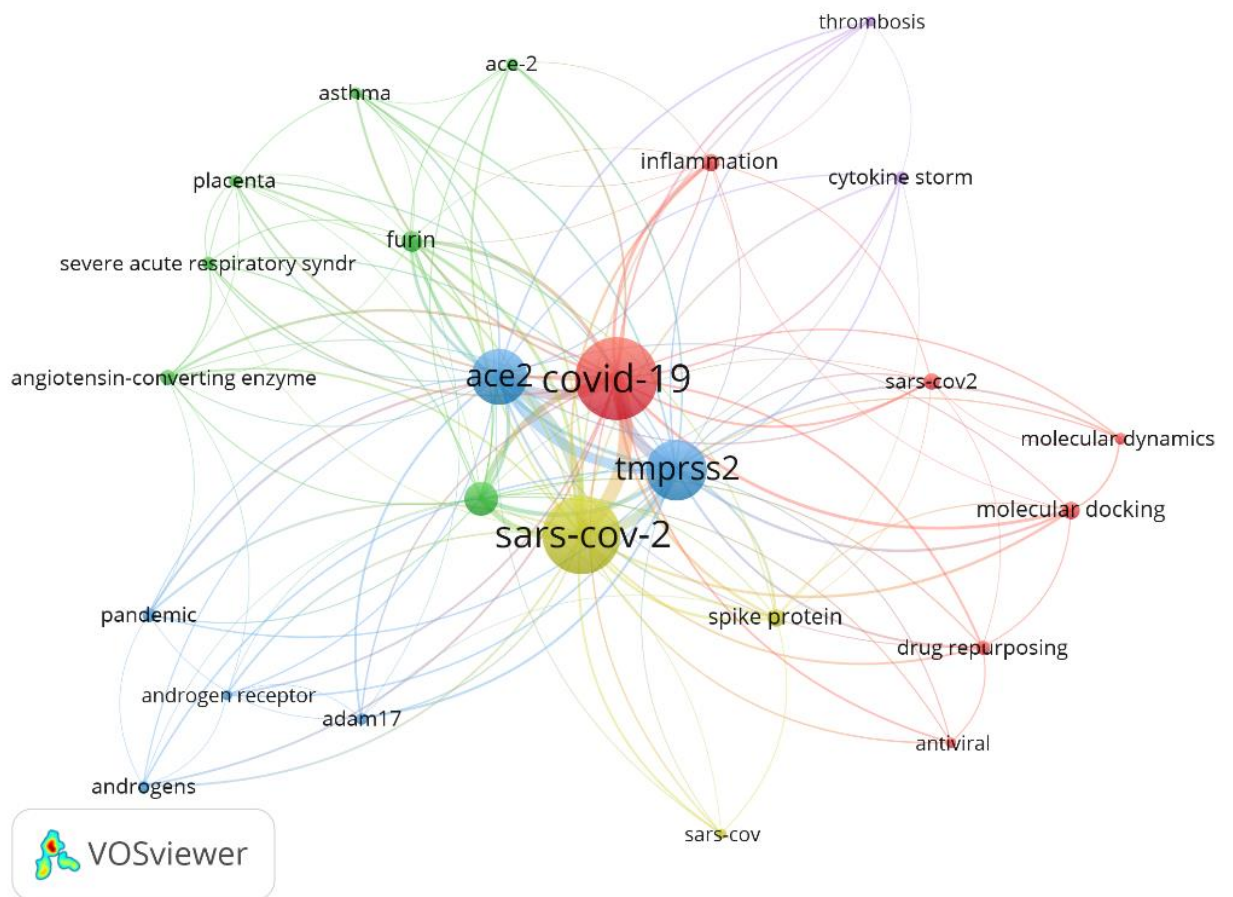 thrombosis
ace-2
asthma
inflammation
cytokine storm
placenta
furin
severe acute respiratory syndr
ace2
covid-19
angiotensin-converting enzyme
sars-cov2
molecular dynamics
tmprss2
molecular docking
sars-cov-2
pandemic
spike protein
drug repurposing
androgen receptor
adam17
antiviral
androgens
sars-cov
VOSviewer